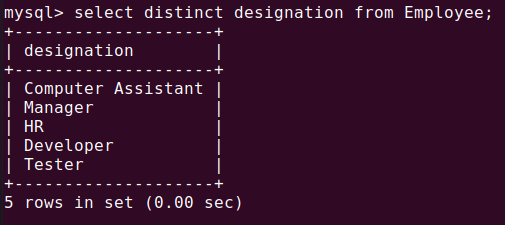 mysql> select distinct designation from Employee;
+--------------------+
| designation        |
+--------------------+
| Computer Assistant |
| Manager            |
| HR                 |
| Developer          |
| Tester             |
+--------------------+
5 rows in set (0.00 sec)